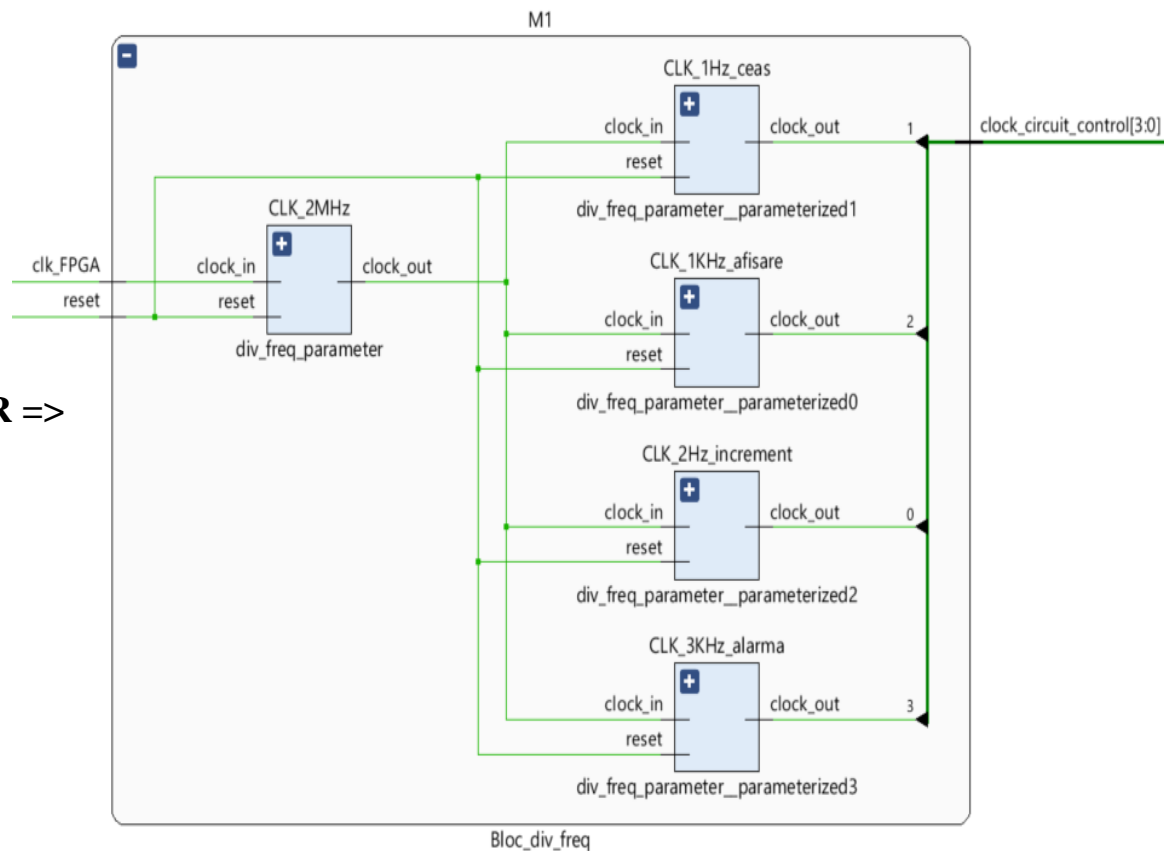 M1
CLK_1Hz_ceas
clock_in
clock_out
1
clock_circuit_control[3:0]
reset
div_freq_parameter__parameterized1
CLK_2MHz
clk_FPGA
clock_in
clock_out
reset
reset
div_freq_parameter
CLK_1KHz_afisare
clock_in
clock_out
2
reset
div_freq_parameter__parameterized0
R =>
CLK_2Hz_increment
clock_in
clock_out
0
reset
div_freq_parameter__parameterized2
CLK_3KHz_alarma
clock_in
clock_out
3
reset
div_freq_parameter__parameterized3
Bloc_div_freq